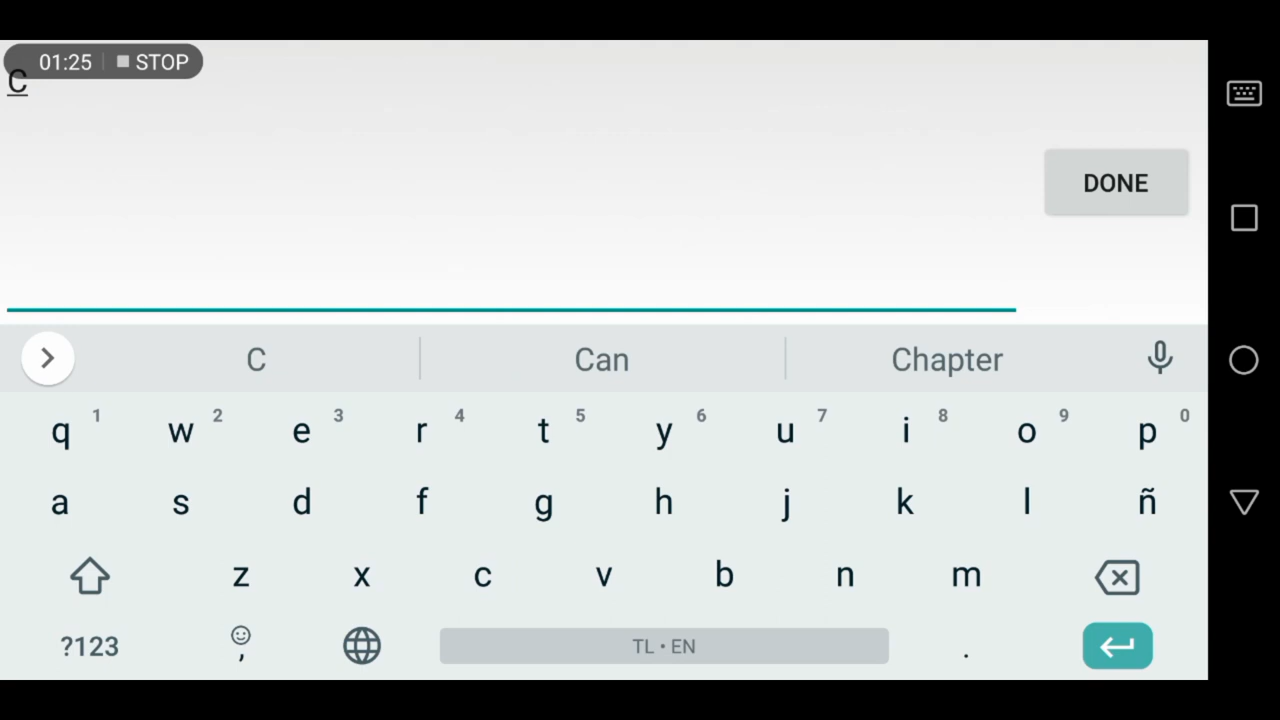 01:25 STOP
C
DONE
C Can Chapter
q 1 w 2 e 3 r 4 t 5 y 6 u 7 i 8 o 9 p 0
a s d f g h j k l ñ
z x c v b n m
?123 , TL • EN .